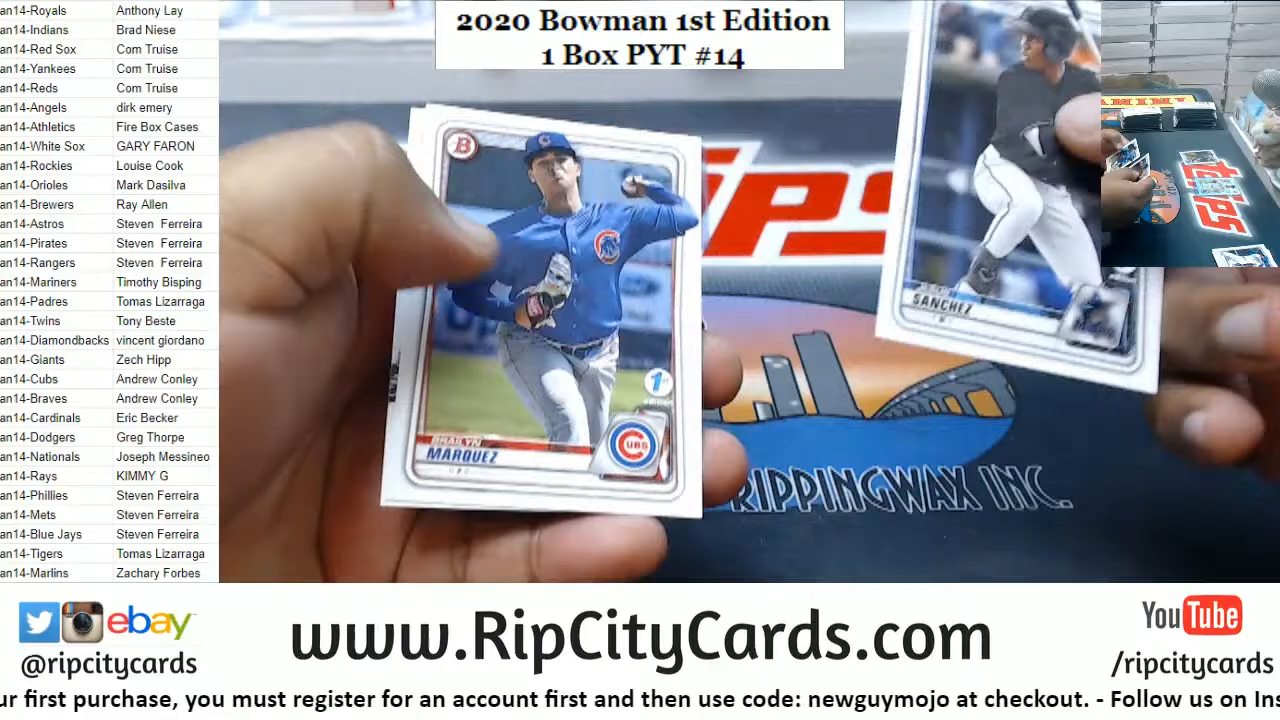 an14-Royals Anthony Lay
an14-Indians Brad Niese
an14-Red Sox Com Truise
an14-Yankees Com Truise
an14-Reds Com Truise
an14-Angels dirk emery
an14-Athletics Fire Box Cases
an14-White Sox GARY FARON
an14-Rockies Louise Cook
an14-Orioles Mark Dasilva
an14-Brewers Ray Allen
an14-Astros Steven Ferreira
an14-Pirates Steven Ferreira
an14-Rangers Steven Ferreira
an14-Mariners Timothy Bisping
an14-Padres Tomas Lizarraga
an14-Twins Tony Beste
an14-Diamondbacks vincent giordano
an14-Giants Zech Hipp
an14-Cubs Andrew Conley
an14-Braves Andrew Conley
an14-Cardinals Eric Becker
an14-Dodgers Greg Thorpe
an14-Nationals Joseph Messineo
an14-Rays KIMMY G
an14-Phillies Steven Ferreira
an14-Mets Steven Ferreira
an14-Blue Jays Steven Ferreira
an14-Tigers Tomas Lizarraga
an14-Marlins Zachary Forbes
2020 Bowman 1st Edition
1 Box PYT #14
B
1st
BRAILYN
MARQUEZ
CUBS
SANCHEZ
RIPPINGWAX INC.
ebay
@ripcitycards
www.RipCityCards.com
YouTube
/ripcitycards
ur first purchase, you must register for an account first and then use code: newguymojo at checkout. - Follow us on Ins